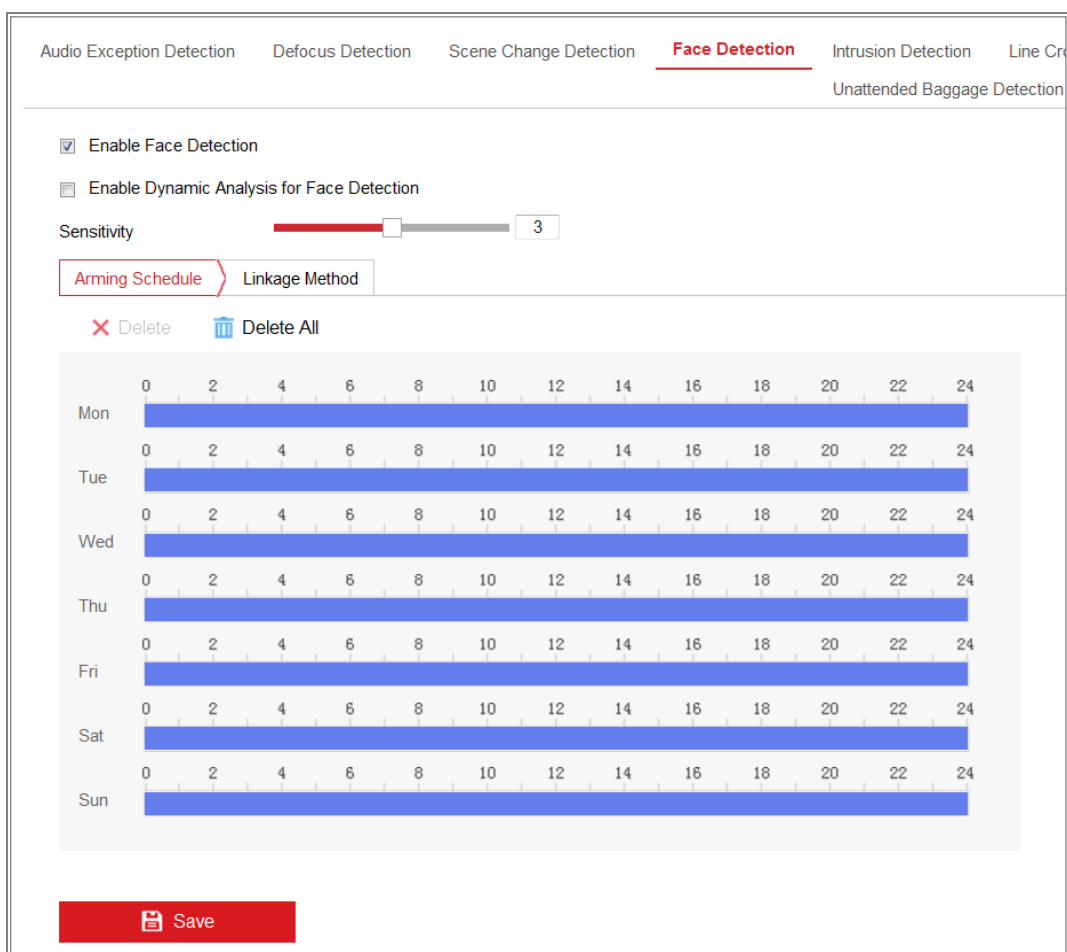 Audio Exception Detection Defocus Detection Scene Change Detection Face Detection Intrusion Detection Line Cro
Unattended Baggage Detection
Enable Face Detection
Enable Dynamic Analysis for Face Detection
Sensitivity 3
Arming Schedule Linkage Method
Delete Delete All
0 2 4 6 8 10 12 14 16 18 20 22 24
Mon
0 2 4 6 8 10 12 14 16 18 20 22 24
Tue
0 2 4 6 8 10 12 14 16 18 20 22 24
Wed
0 2 4 6 8 10 12 14 16 18 20 22 24
Thu
0 2 4 6 8 10 12 14 16 18 20 22 24
Fri
0 2 4 6 8 10 12 14 16 18 20 22 24
Sat
0 2 4 6 8 10 12 14 16 18 20 22 24
Sun
Save